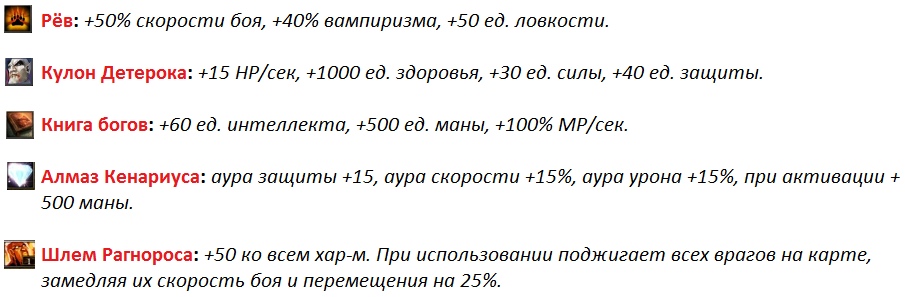 Рёв: +50% скорости боя, +40% вампиризма, +50 ед. ловкости.
Кулон Детерока: +15 HP/сек, +1000 ед. здоровья, +30 ед. силы, +40 ед. защиты.
Книга богов: +60 ед. интеллекта, +500 ед. маны, +100% MP/сек.
Алмаз Кенариуса: аура защиты +15, аура скорости +15%, аура урона +15%, при активации +
500 маны.
Шлем Рагнороса: +50 ко всем хар-м. При использовании поджигает всех врагов на карте,
замедляя их скорость боя и перемещения на 25%.